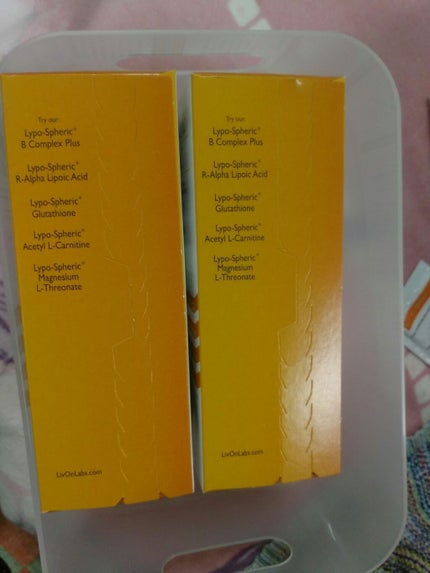 Try our:
Lypo-Spheric®
B Complex Plus
Lypo-Spheric®
R-Alpha Lipoic Acid
Lypo-Spheric®
Glutathione
Lypo-Spheric®
Acetyl L-Carnitine
Lypo-Spheric®
Magnesium
L-Threonate
LivOnLabs.com
Try our:
Lypo-Spheric®
B Complex Plus
Lypo-Spheric®
R-Alpha Lipoic Acid
Lypo-Spheric®
Glutathione
Lypo-Spheric®
Acetyl L-Carnitine
Lypo-Spheric®
Magnesium
L-Threonate
LivOnLabs.com